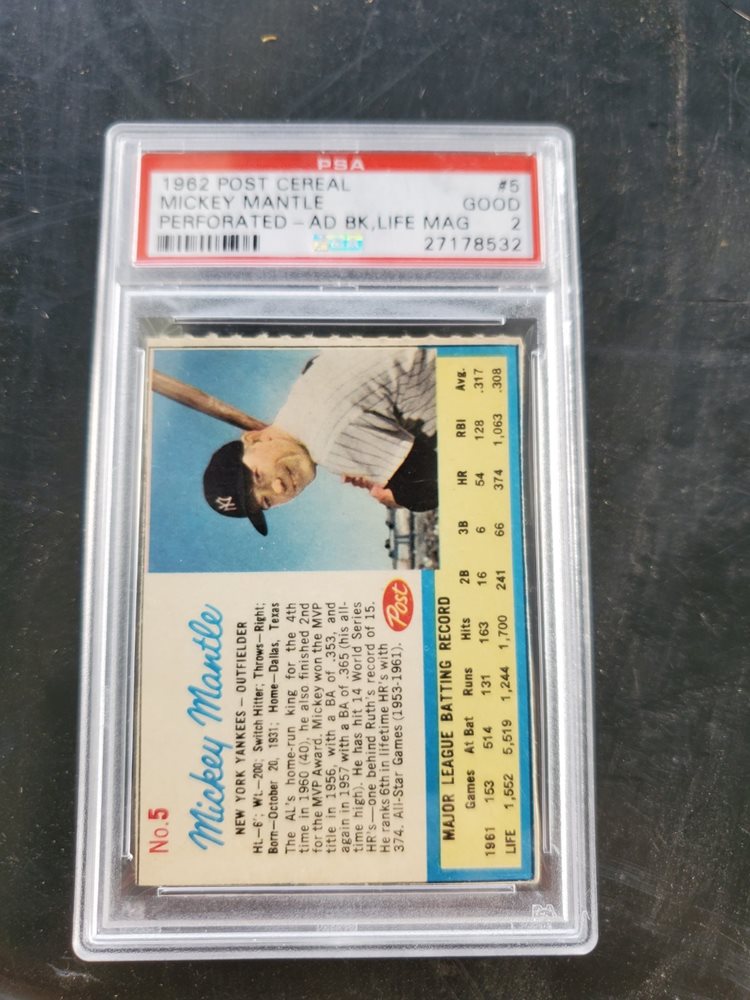 PSA
1962 POST CEREAL #5
MICKEY MANTLE GOOD
PERFORATED - AD BK, LIFE MAG 2
27178532
No. 5
Mickey Mantle
NEW YORK YANKEES — OUTFIELDER
Ht.—6'; Wt.—200; Switch Hitter; Throws—Right;
Born—October 20, 1931; Home—Dallas, Texas
The AL's home-run king for the 4th
time in 1960 (40), he also finished 2nd
for the MVP Award. Mickey won the MVP
title in 1956, with a BA of .353, and
again in 1957 with a BA of .365 (his all-
time high). He has hit 14 World Series
HR's—one behind Ruth's record of 15.
He ranks 6th in lifetime HR's with
374. All-Star Games (1953-1961).
Post
NY
MAJOR LEAGUE BATTING RECORD
Games At Bat Runs Hits 2B 3B HR RBI Avg.
1961 153 514 131 163 16 6 54 128 .317
LIFE 1,552 5,519 1,244 1,700 241 66 374 1,063 .308